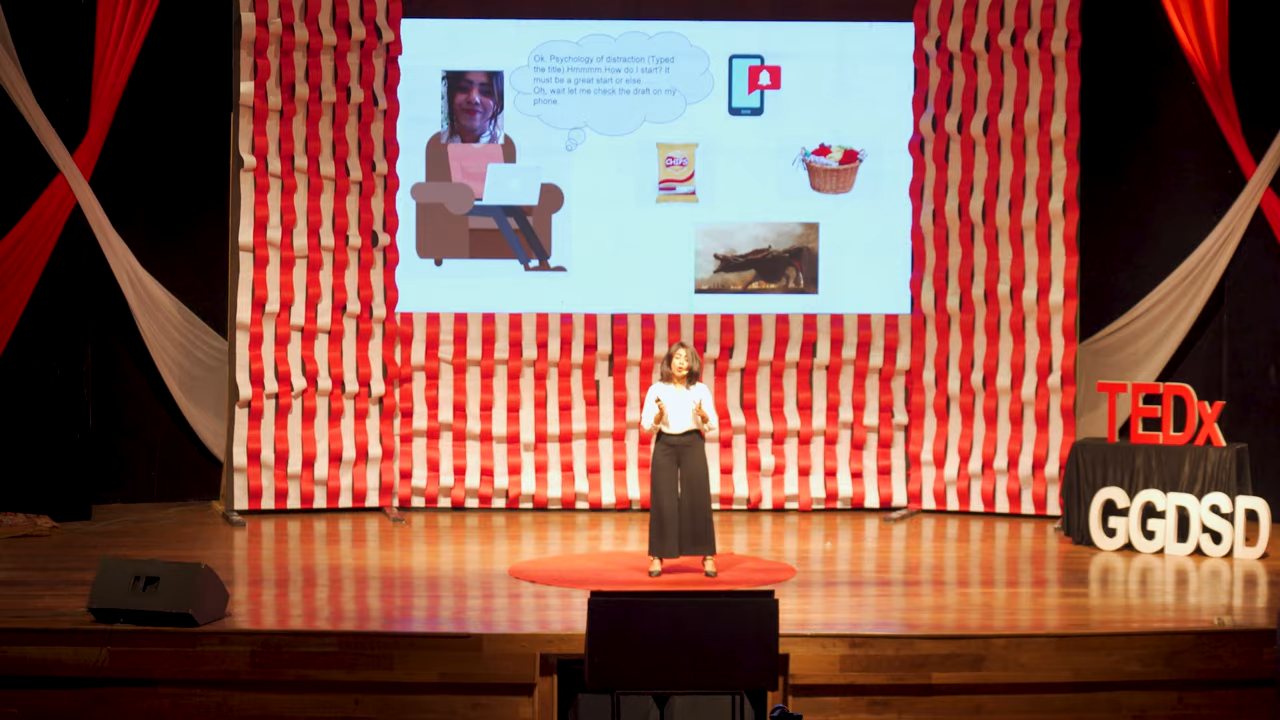 Ok. Psychology of distraction (Typed
the title) Hmmmm.How do I start? It
must be a great start or else.....
Oh, wait let me check the draft on my
phone.
CHIPS
TEDx
GGDSD